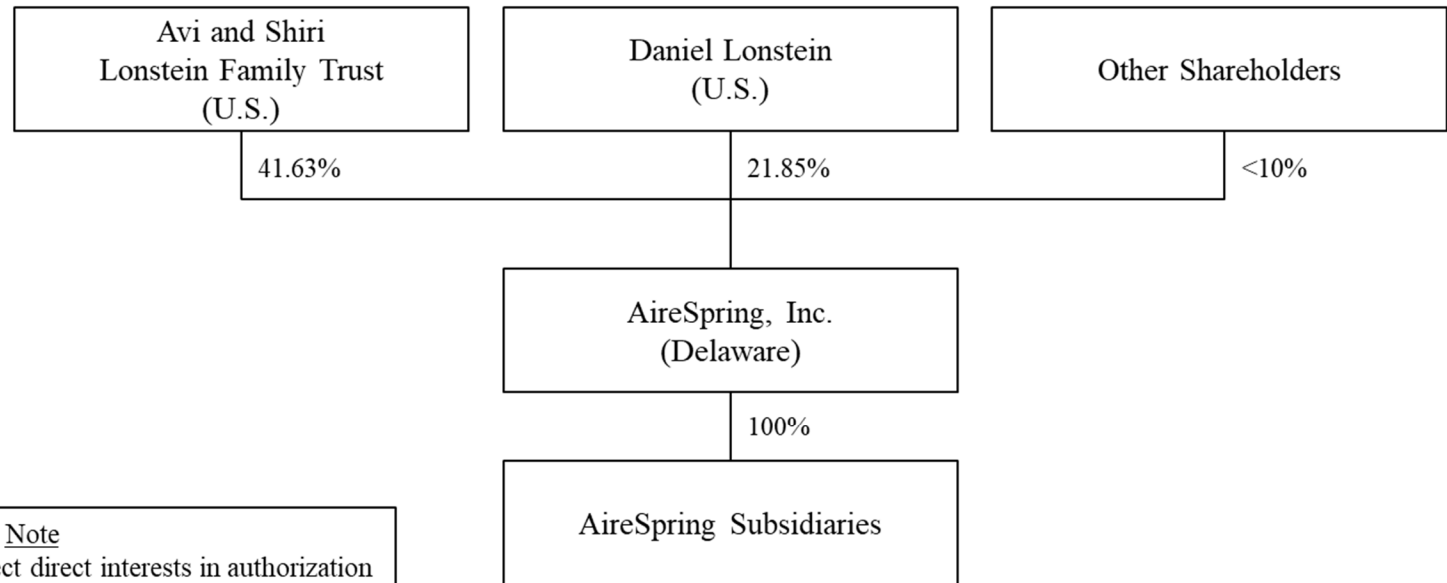 Avi and Shiri
Lonstein Family Trust
(U.S.)
Daniel Lonstein
(U.S.)
Other Shareholders
41.63%
21.85%
<10%
AireSpring, Inc.
(Delaware)
100%
AireSpring Subsidiaries
Note
direct interests in authorization